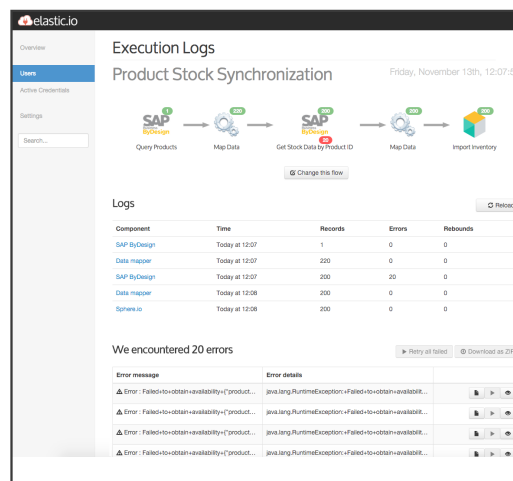 elastic.io
Overview
Users
Active Credentials
Settings
Search...
Execution Logs
Product Stock Synchronization
Friday, November 13th, 12:07:5
1
220
200
200
200
SAP
Business
ByDesign
SAP
Business
ByDesign
20
Query Products
Map Data
Get Stock Data by Product ID
Map Data
Import Inventory
Change this flow
Logs
Reload
Component Time Records Errors Rebounds
SAP ByDesign Today at 12:07 1 0 0
Data mapper Today at 12:07 220 0 0
SAP ByDesign Today at 12:07 200 20 0
Data mapper Today at 12:08 200 0 0
Sphere.io Today at 12:08 200 0 0
We encountered 20 errors
Retry all failed
Download as ZIP
Error message Error details
Error : Failed+to+obtain+availability+{"product... java.lang.RuntimeException:+Failed+to+obtain+availabilit...
Error : Failed+to+obtain+availability+{"product... java.lang.RuntimeException:+Failed+to+obtain+availabilit...
Error : Failed+to+obtain+availability+{"product... java.lang.RuntimeException:+Failed+to+obtain+availabilit...
Error : Failed+to+obtain+availability+{"product... java.lang.RuntimeException:+Failed+to+obtain+availabilit...